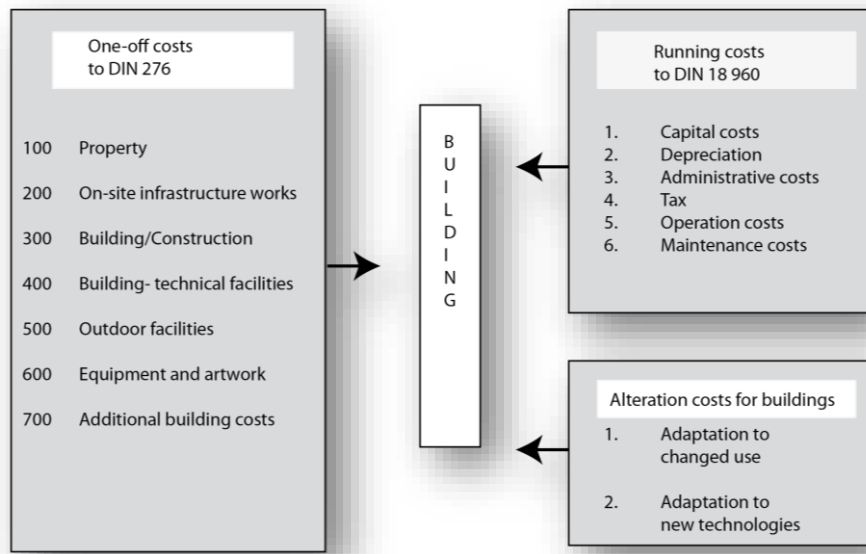 One-off costs
to DIN 276
100 Property
200 On-site infrastructure works
300 Building/Construction
400 Building- technical facilities
500 Outdoor facilities
600 Equipment and artwork
700 Additional building costs
B
U
I
L
D
I
N
G
Running costs
to DIN 18 960
1. Capital costs
2. Depreciation
3. Administrative costs
4. Tax
5. Operation costs
6. Maintenance costs
Alteration costs for buildings
1. Adaptation to
changed use
2. Adaptation to
new technologies